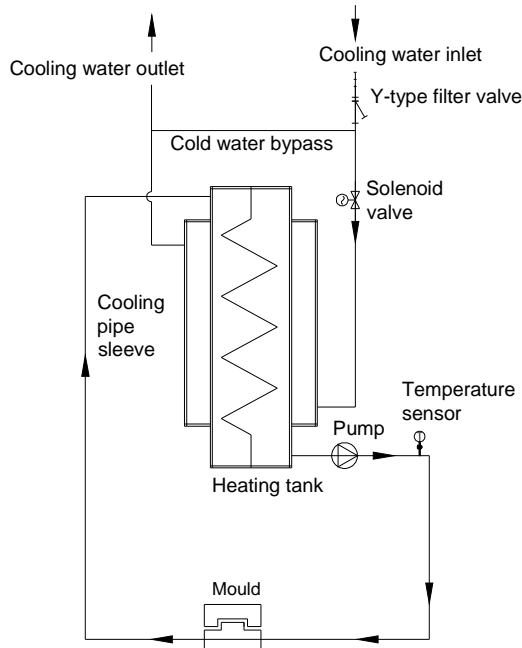 Cooling water outlet
Cooling water inlet
Y-type filter valve
Cold water bypass
Solenoid
valve
Cooling
pipe
sleeve
Temperature
sensor
Pump
Heating tank
Mould